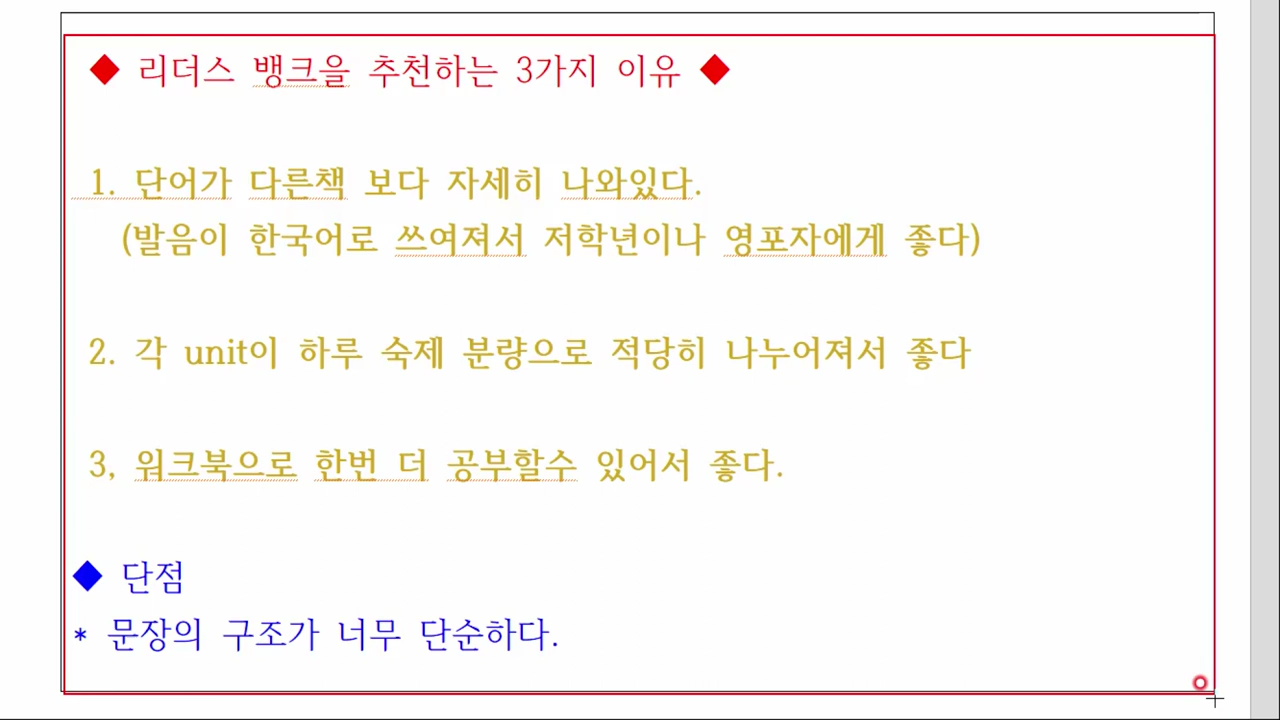 ◆ 리더스 뱅크을 추천하는 3가지 이유 ◆
1. 단어가 다른책 보다 자세히 나와있다.
(발음이 한국어로 쓰여져서 저학년이나 영포자에게 좋다)
2. 각 unit이 하루 숙제 분량으로 적당히 나누어져서 좋다
3, 워크북으로 한번 더 공부할수 있어서 좋다.
◆ 단점
* 문장의 구조가 너무 단순하다.